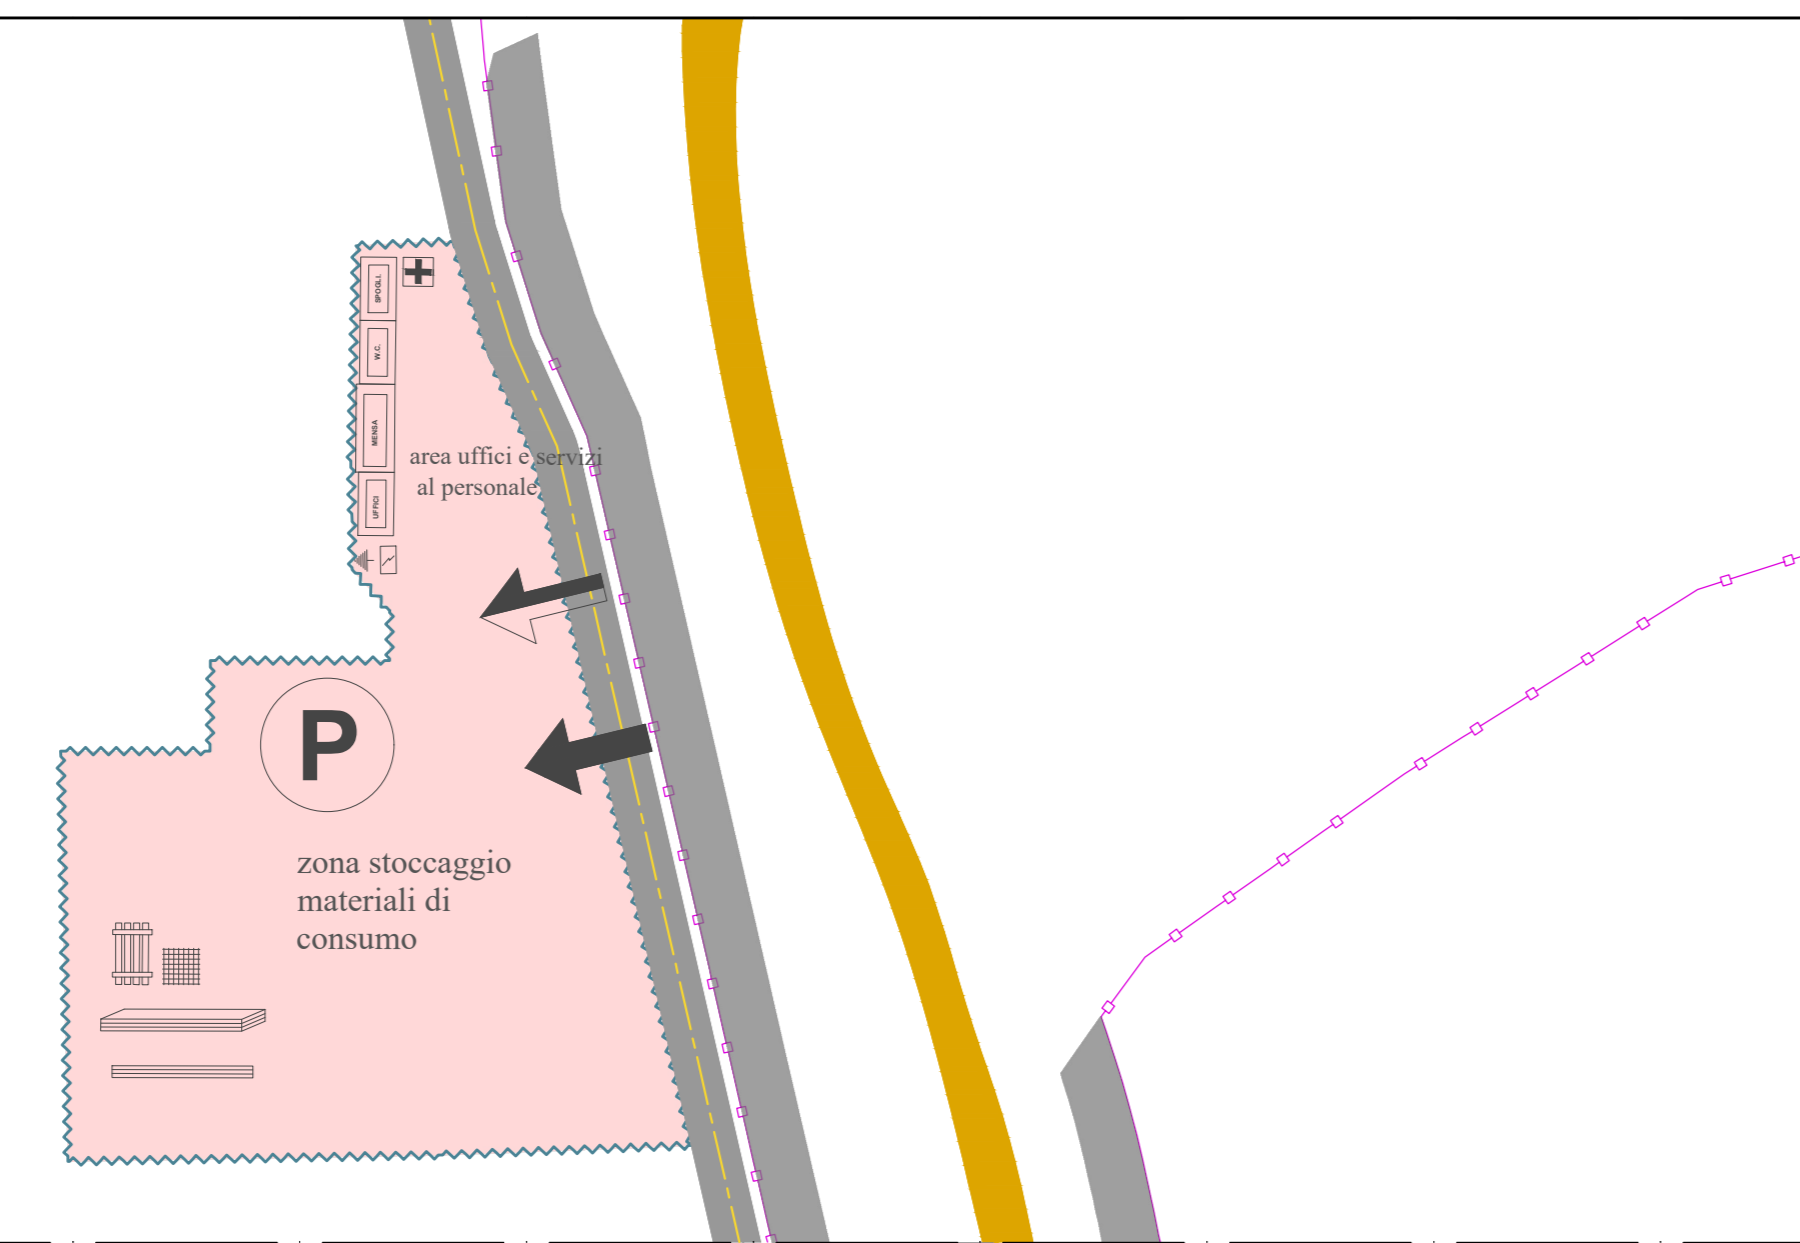 SPOGLI.
W.C.
MENSA
UFFICI
area uffici e servizi
al personale
P
zona stoccaggio
materiali di
consumo